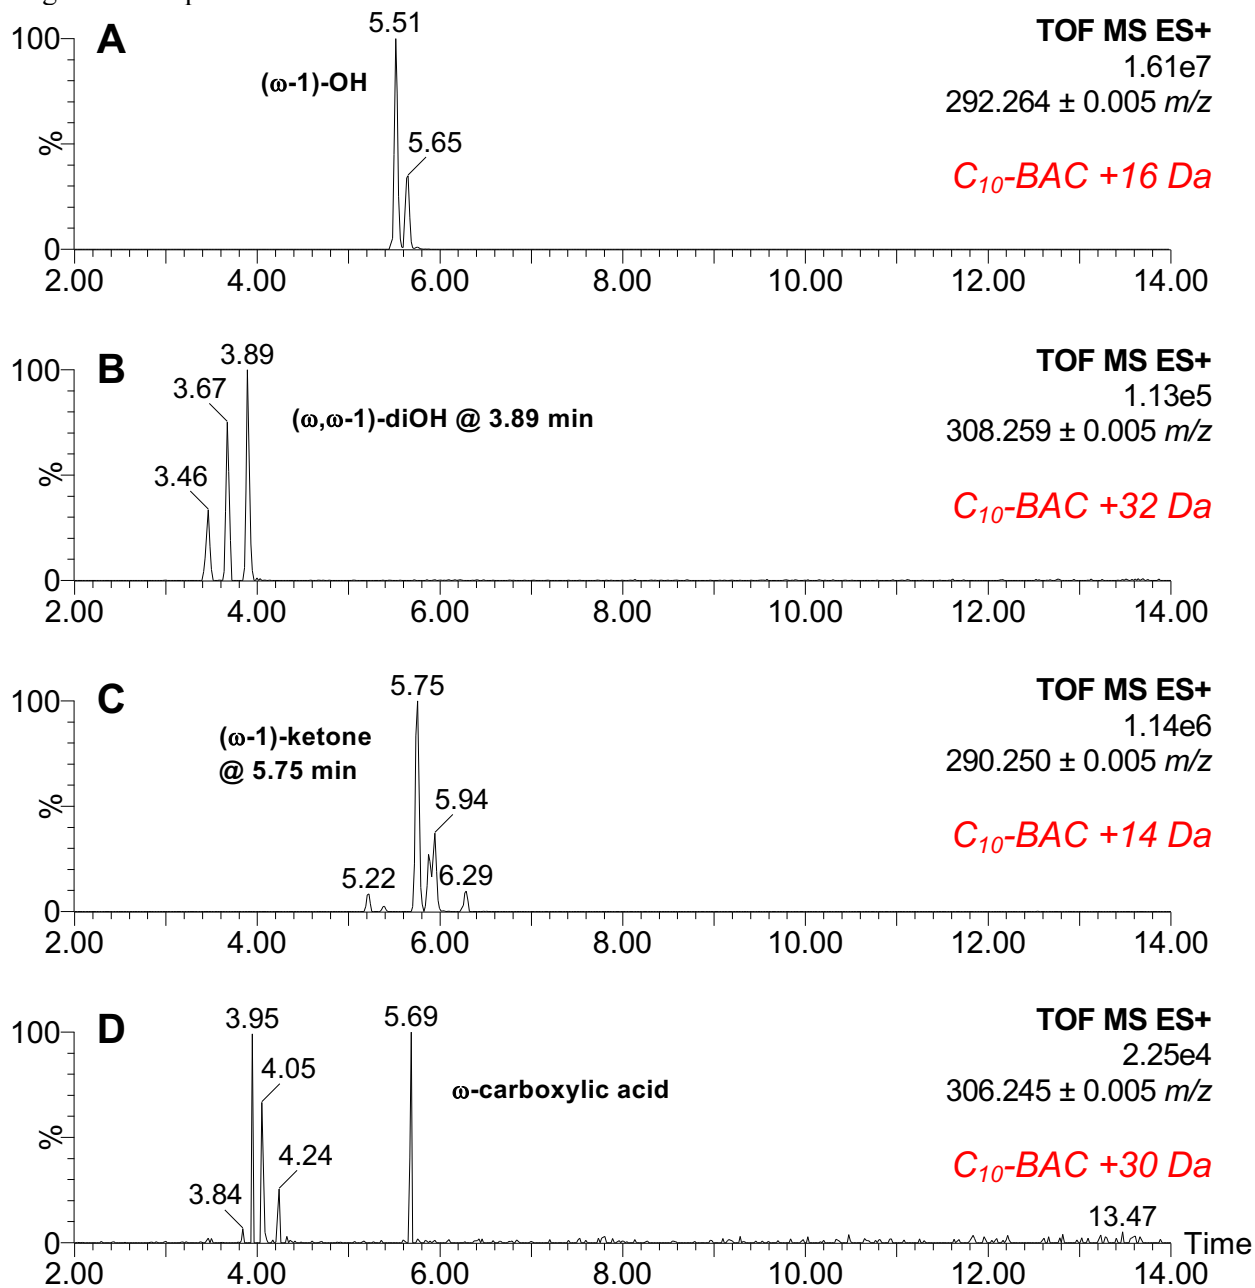 A
5.51
(ω-1)-OH
5.65
TOF MS ES+
1.61e7
292.264 ± 0.005 m/z
C10-BAC +16 Da
100
%
0
2.00 4.00 6.00 8.00 10.00 12.00 14.00
B
3.89
3.67
3.46
(ω,ω-1)-diOH @ 3.89 min
TOF MS ES+
1.13e5
308.259 ± 0.005 m/z
C10-BAC +32 Da
100
%
0
2.00 4.00 6.00 8.00 10.00 12.00 14.00
C
5.75
(ω-1)-ketone
@ 5.75 min
5.94
5.22
6.29
TOF MS ES+
1.14e6
290.250 ± 0.005 m/z
C10-BAC +14 Da
100
%
0
2.00 4.00 6.00 8.00 10.00 12.00 14.00
D
3.95
5.69
4.05
ω-carboxylic acid
4.24
3.84
TOF MS ES+
2.25e4
306.245 ± 0.005 m/z
C10-BAC +30 Da
13.47
100
%
0
Time
2.00 4.00 6.00 8.00 10.00 12.00 14.00